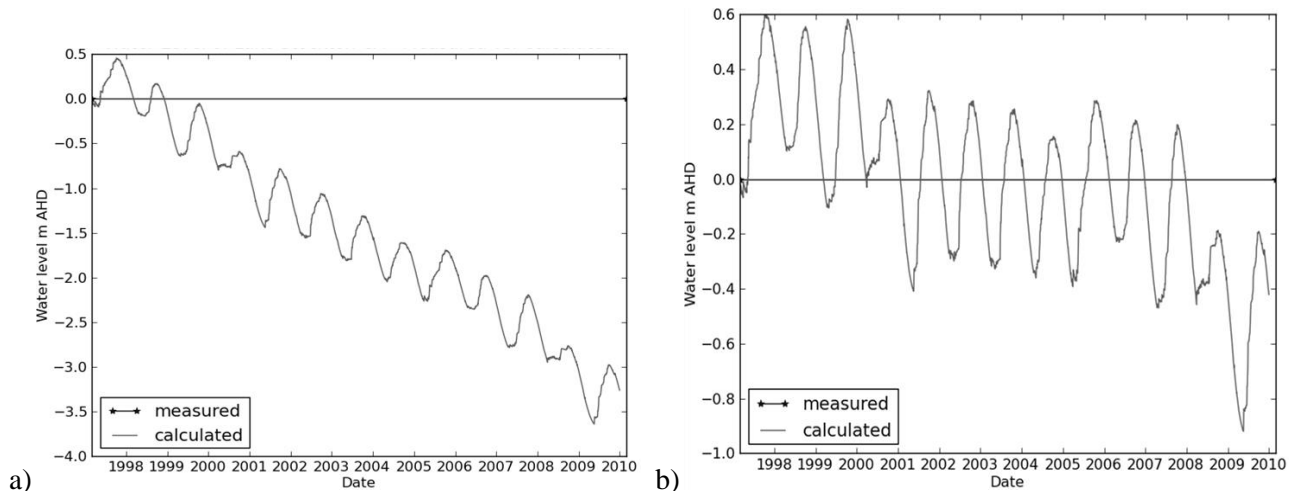 0.5
0.0
−0.5
−1.0
−1.5
−2.0
−2.5
−3.0
−3.5
−4.0
Water level m AHD
measured
calculated
1998 1999 2000 2001 2002 2003 2004 2005 2006 2007 2008 2009 2010
Date
a)
0.6
0.4
0.2
0.0
−0.2
−0.4
−0.6
−0.8
−1.0
Water level m AHD
measured
calculated
1998 1999 2000 2001 2002 2003 2004 2005 2006 2007 2008 2009 2010
Date
b)